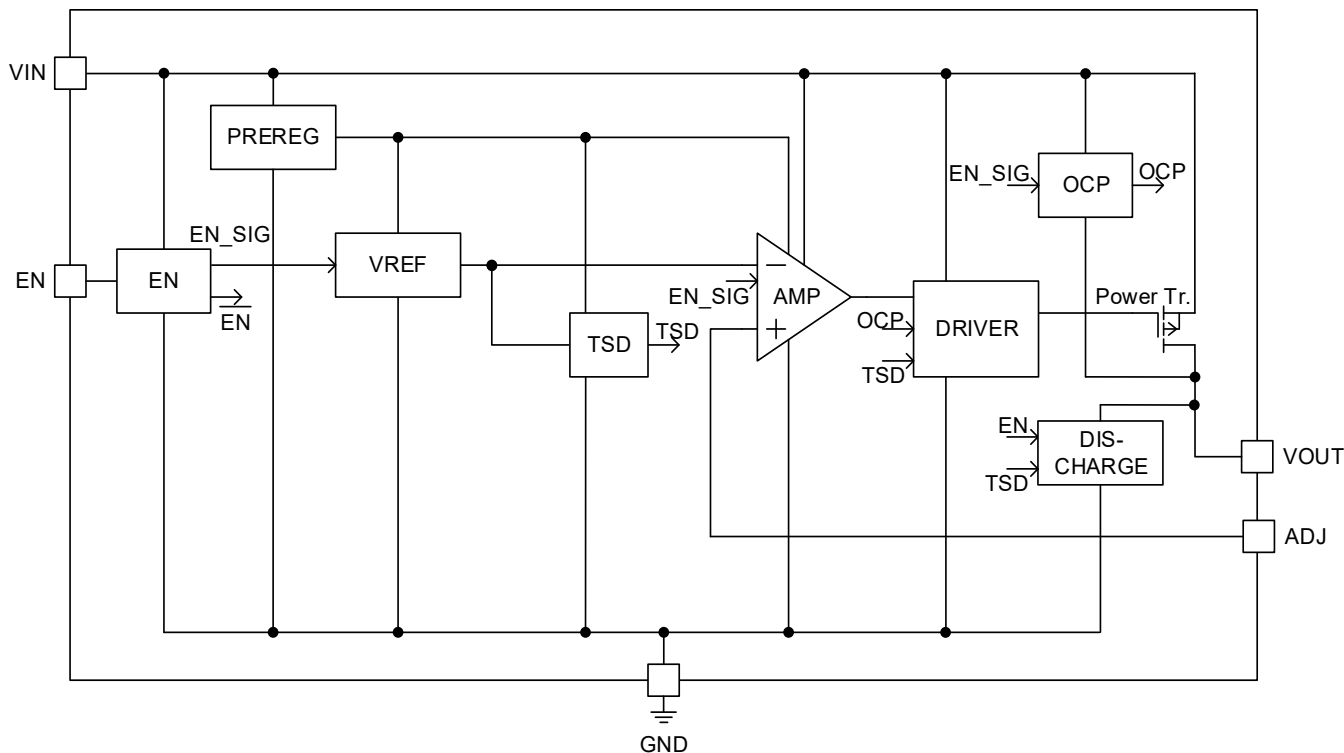 VIN
PREREG
EN_SIG
OCP
OCP
EN_SIG
EN
EN
EN
VREF
EN_SIG
−
AMP
+
TSD
TSD
OCP
TSD
DRIVER
Power Tr.
EN
TSD
DIS-
CHARGE
VOUT
ADJ
GND